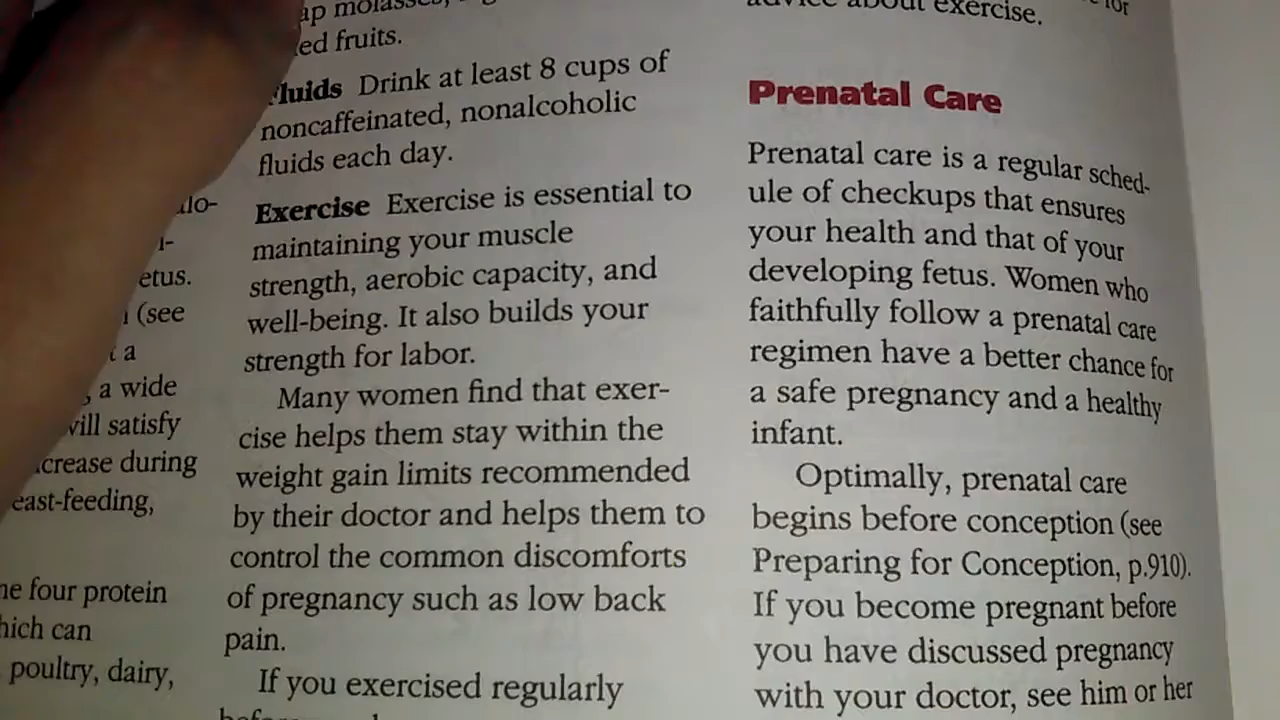 etus.
(see
a
a wide
will satisfy
crease during
east-feeding,
four protein
hich can
poultry, dairy,
ed fruits.
Fluids Drink at least 8 cups of
noncaffeinated, nonalcoholic
fluids each day.
Exercise Exercise is essential to
maintaining your muscle
strength, aerobic capacity, and
well-being. It also builds your
strength for labor.
Many women find that exer-
cise helps them stay within the
weight gain limits recommended
by their doctor and helps them to
control the common discomforts
of pregnancy such as low back
pain.
If you exercised regularly
advice about exercise.
Prenatal Care
Prenatal care is a regular sched-
ule of checkups that ensures
your health and that of your
developing fetus. Women who
faithfully follow a prenatal care
regimen have a better chance for
a safe pregnancy and a healthy
infant.
Optimally, prenatal care
begins before conception (see
Preparing for Conception, p.910).
If you become pregnant before
you have discussed pregnancy
with your doctor, see him or her